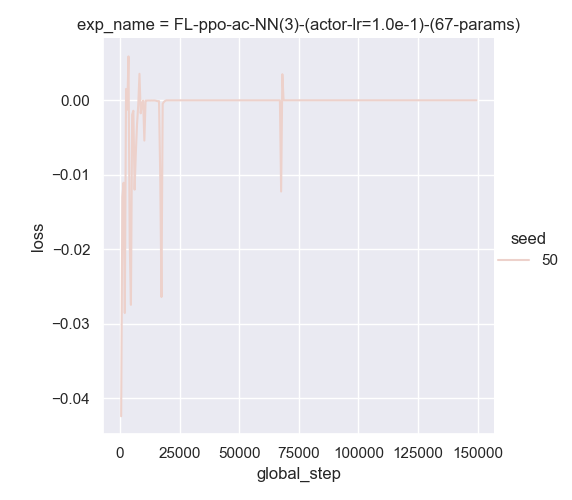 exp_name = FL-ppo-ac-NN(3)-(actor-lr=1.0e-1)-(67-params)
0.00
−0.01
−0.02
−0.03
−0.04
loss
seed
50
0 25000 50000 75000 100000 125000 150000
global_step